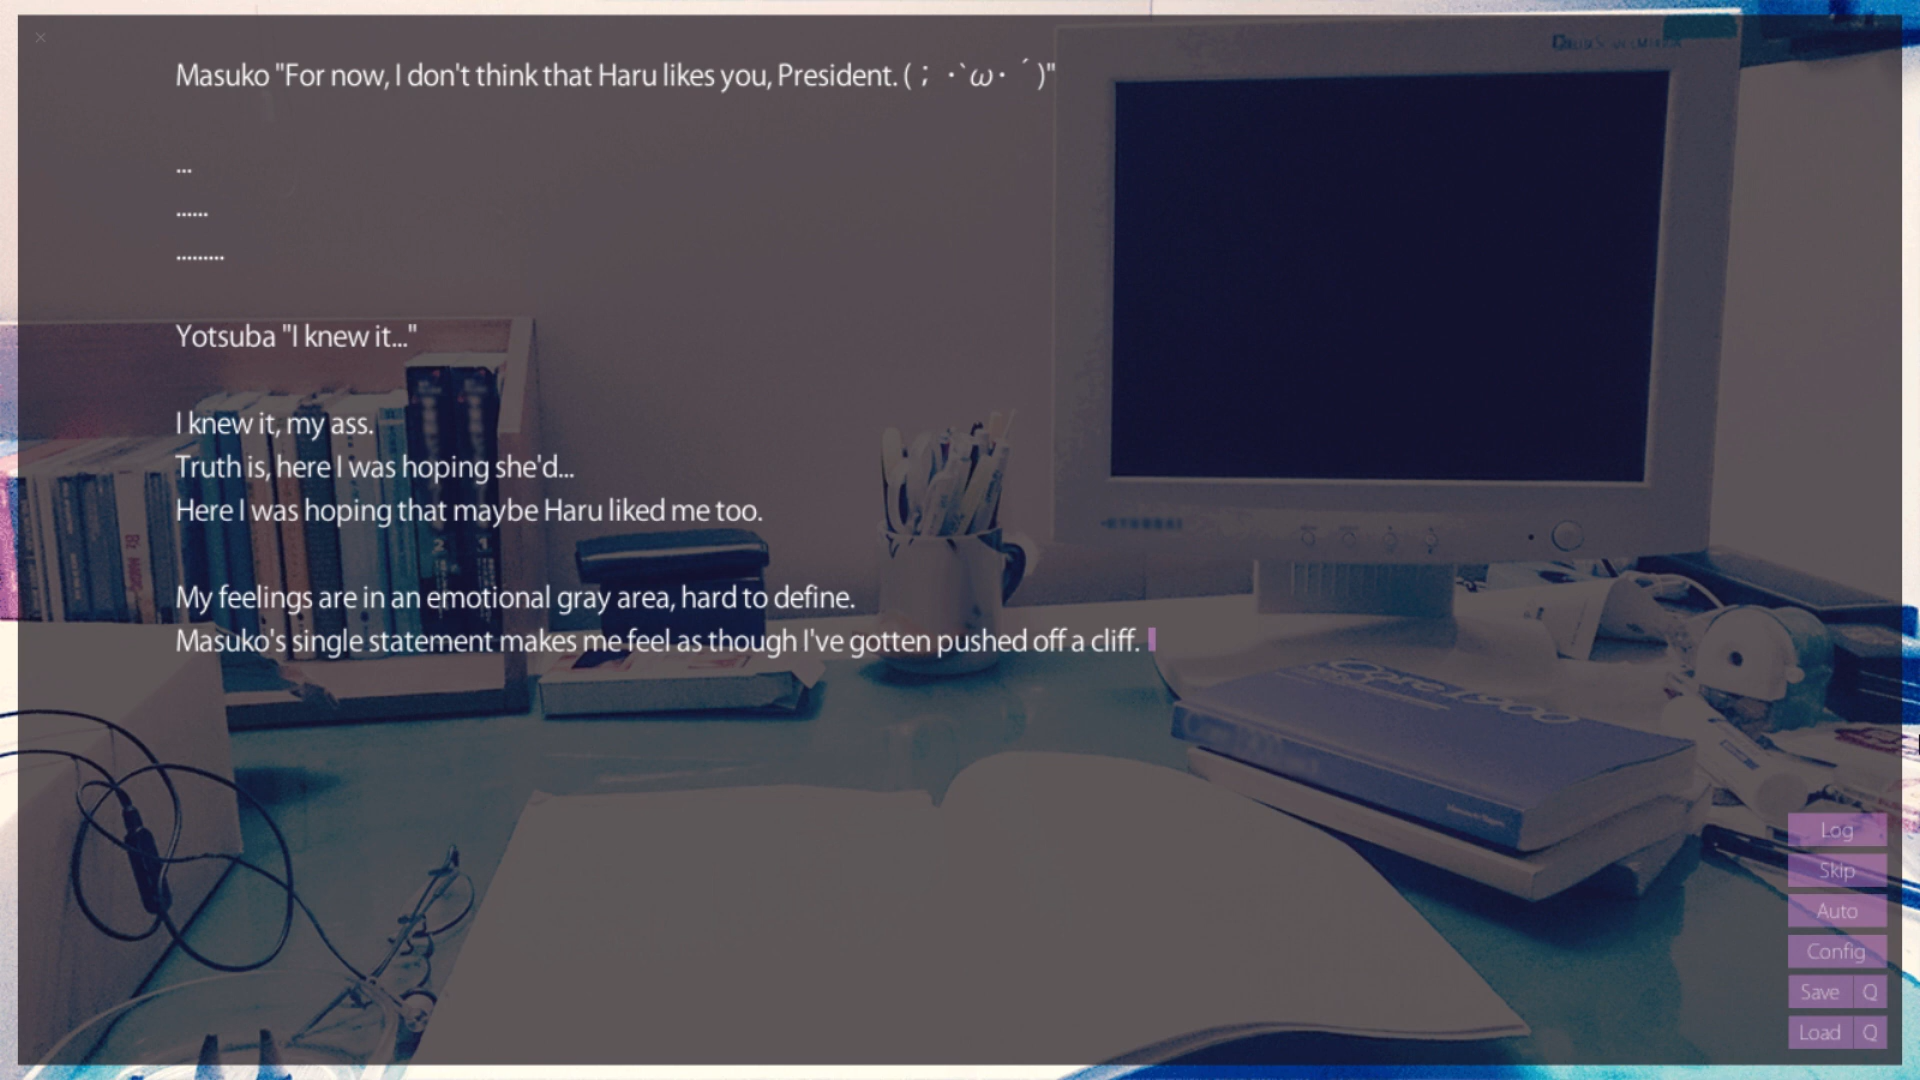 Masuko "For now, I don't think that Haru likes you, President. (；・`ω・´)"
...
......
.........
Yotsuba "I knew it..."
I knew it, my ass.
Truth is, here I was hoping she'd...
Here I was hoping that maybe Haru liked me too.
My feelings are in an emotional gray area, hard to define.
Masuko's single statement makes me feel as though I've gotten pushed off a cliff.
Log
Skip
Auto
Config
Save Q
Load Q